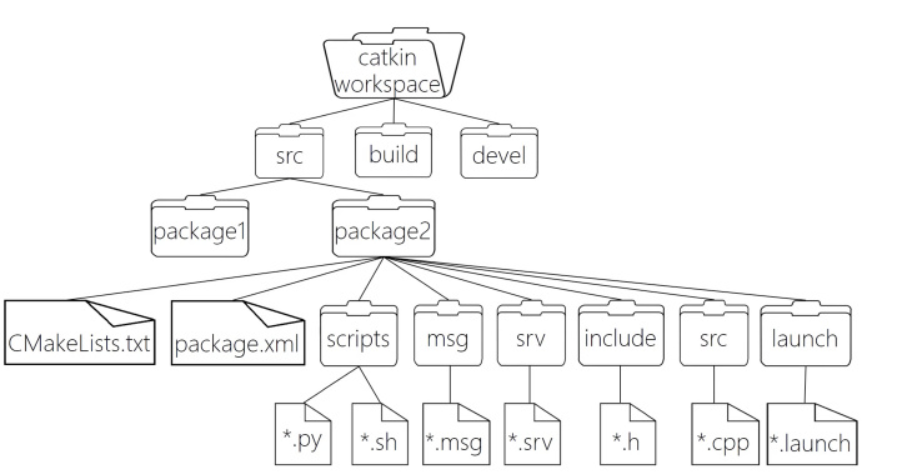 catkin
workspace
src
build
devel
package1
package2
CMakeLists.txt
package.xml
scripts
msg
srv
include
src
launch
*.py
*.sh
*.msg
*.srv
*.h
*.cpp
*.launch